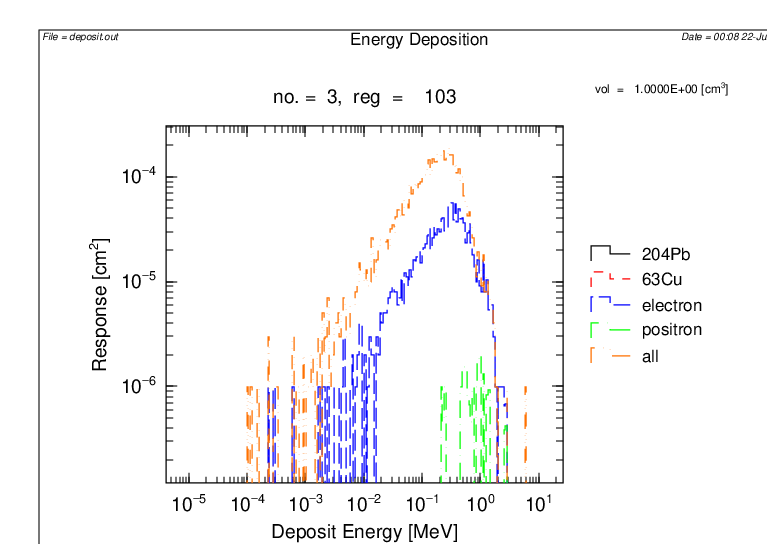 File = deposit.out
Energy Deposition
Date = 00:08 22-Ju
no. = 3, reg = 103
vol = 1.0000E+00 [cm³]
10⁻⁴
10⁻⁵
10⁻⁶
Response [cm²]
204Pb
63Cu
electron
positron
all
10⁻⁵ 10⁻⁴ 10⁻³ 10⁻² 10⁻¹ 10⁰ 10¹
Deposit Energy [MeV]